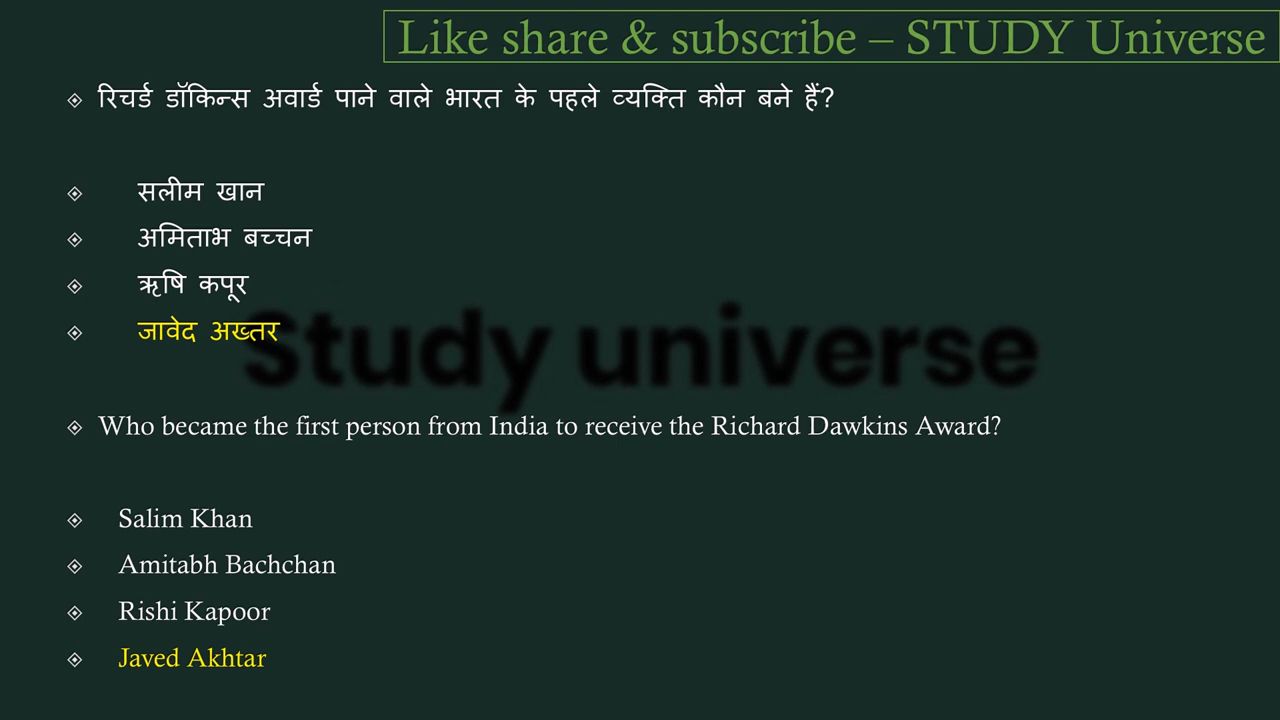 Like share & subscribe – STUDY Universe
रिचर्ड डॉकिन्स अवार्ड पाने वाले भारत के पहले व्यक्ति कौन बने हैं?
सलीम खान
अमिताभ बच्चन
ऋषि कपूर
जावेद अख्तर
Study universe
Who became the first person from India to receive the Richard Dawkins Award?
Salim Khan
Amitabh Bachchan
Rishi Kapoor
Javed Akhtar